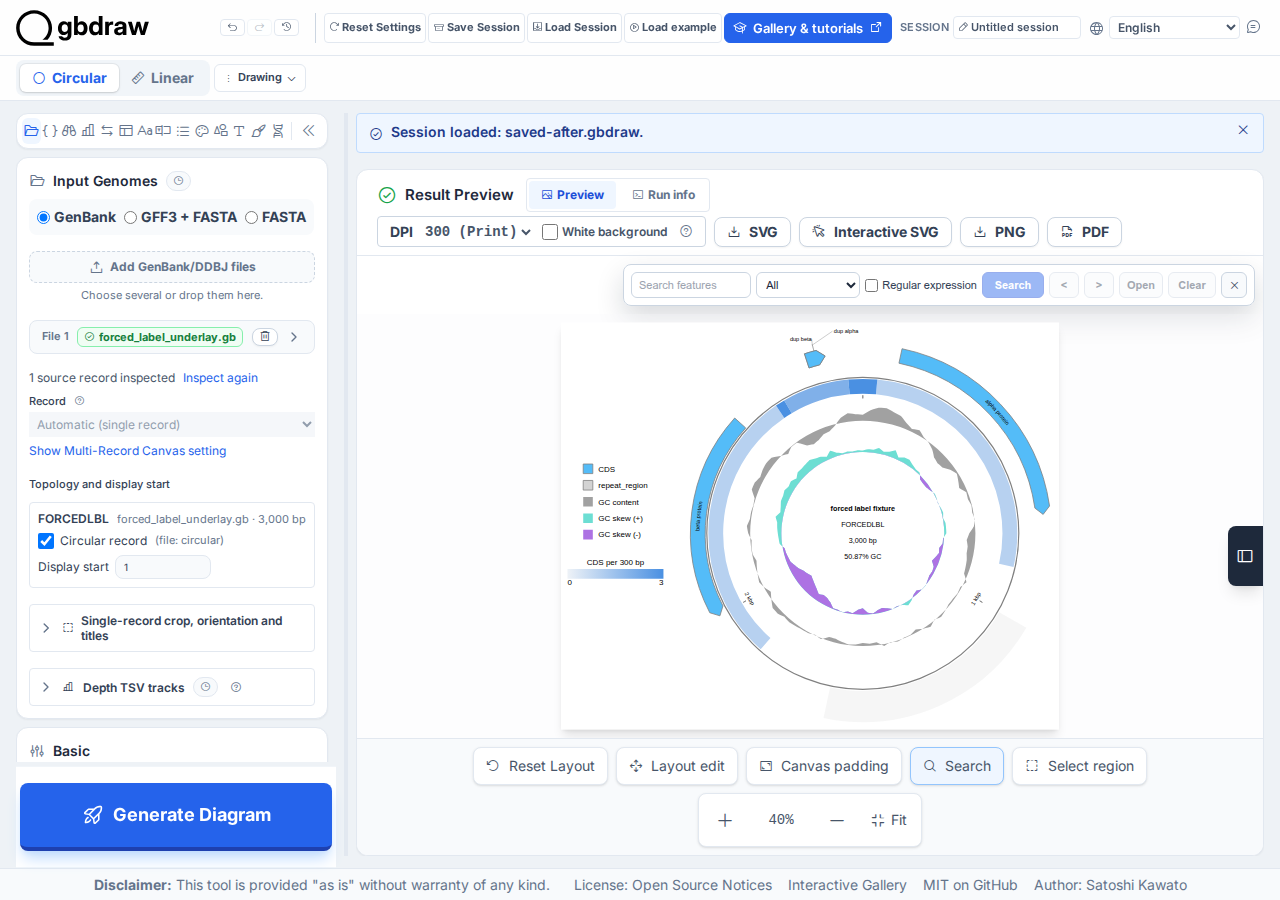 gbdraw
Reset Settings
Save Session
Load Session
Load example
Gallery & tutorials
SESSION
Untitled session
English
Circular
Linear
Drawing
Input Genomes
GenBank
GFF3 + FASTA
FASTA
Add GenBank/DDBJ files
Choose several or drop them here.
File 1
forced_label_underlay.gb
1 source record inspected
Inspect again
Record
Automatic (single record)
Show Multi-Record Canvas setting
Topology and display start
FORCEDLBL
forced_label_underlay.gb · 3,000 bp
Circular record
(file: circular)
Display start
1
Single-record crop, orientation and
titles
Depth TSV tracks
Basic
Generate Diagram
Session loaded: saved-after.gbdraw.
Result Preview
Preview
Run info
DPI
300 (Print)
White background
SVG
Interactive SVG
PNG
PDF
Search features
All
Regular expression
Search
<
>
Open
Clear
dup alpha
dup beta
alpha protein
beta protein
CDS
repeat_region
GC content
GC skew (+)
GC skew (-)
CDS per 300 bp
0
3
forced label fixture
FORCEDLBL
3,000 bp
50.87% GC
2 kbp
1 kbp
Reset Layout
Layout edit
Canvas padding
Search
Select region
40%
Fit
Disclaimer: This tool is provided "as is" without warranty of any kind.
License: Open Source Notices
Interactive Gallery
MIT on GitHub
Author: Satoshi Kawato